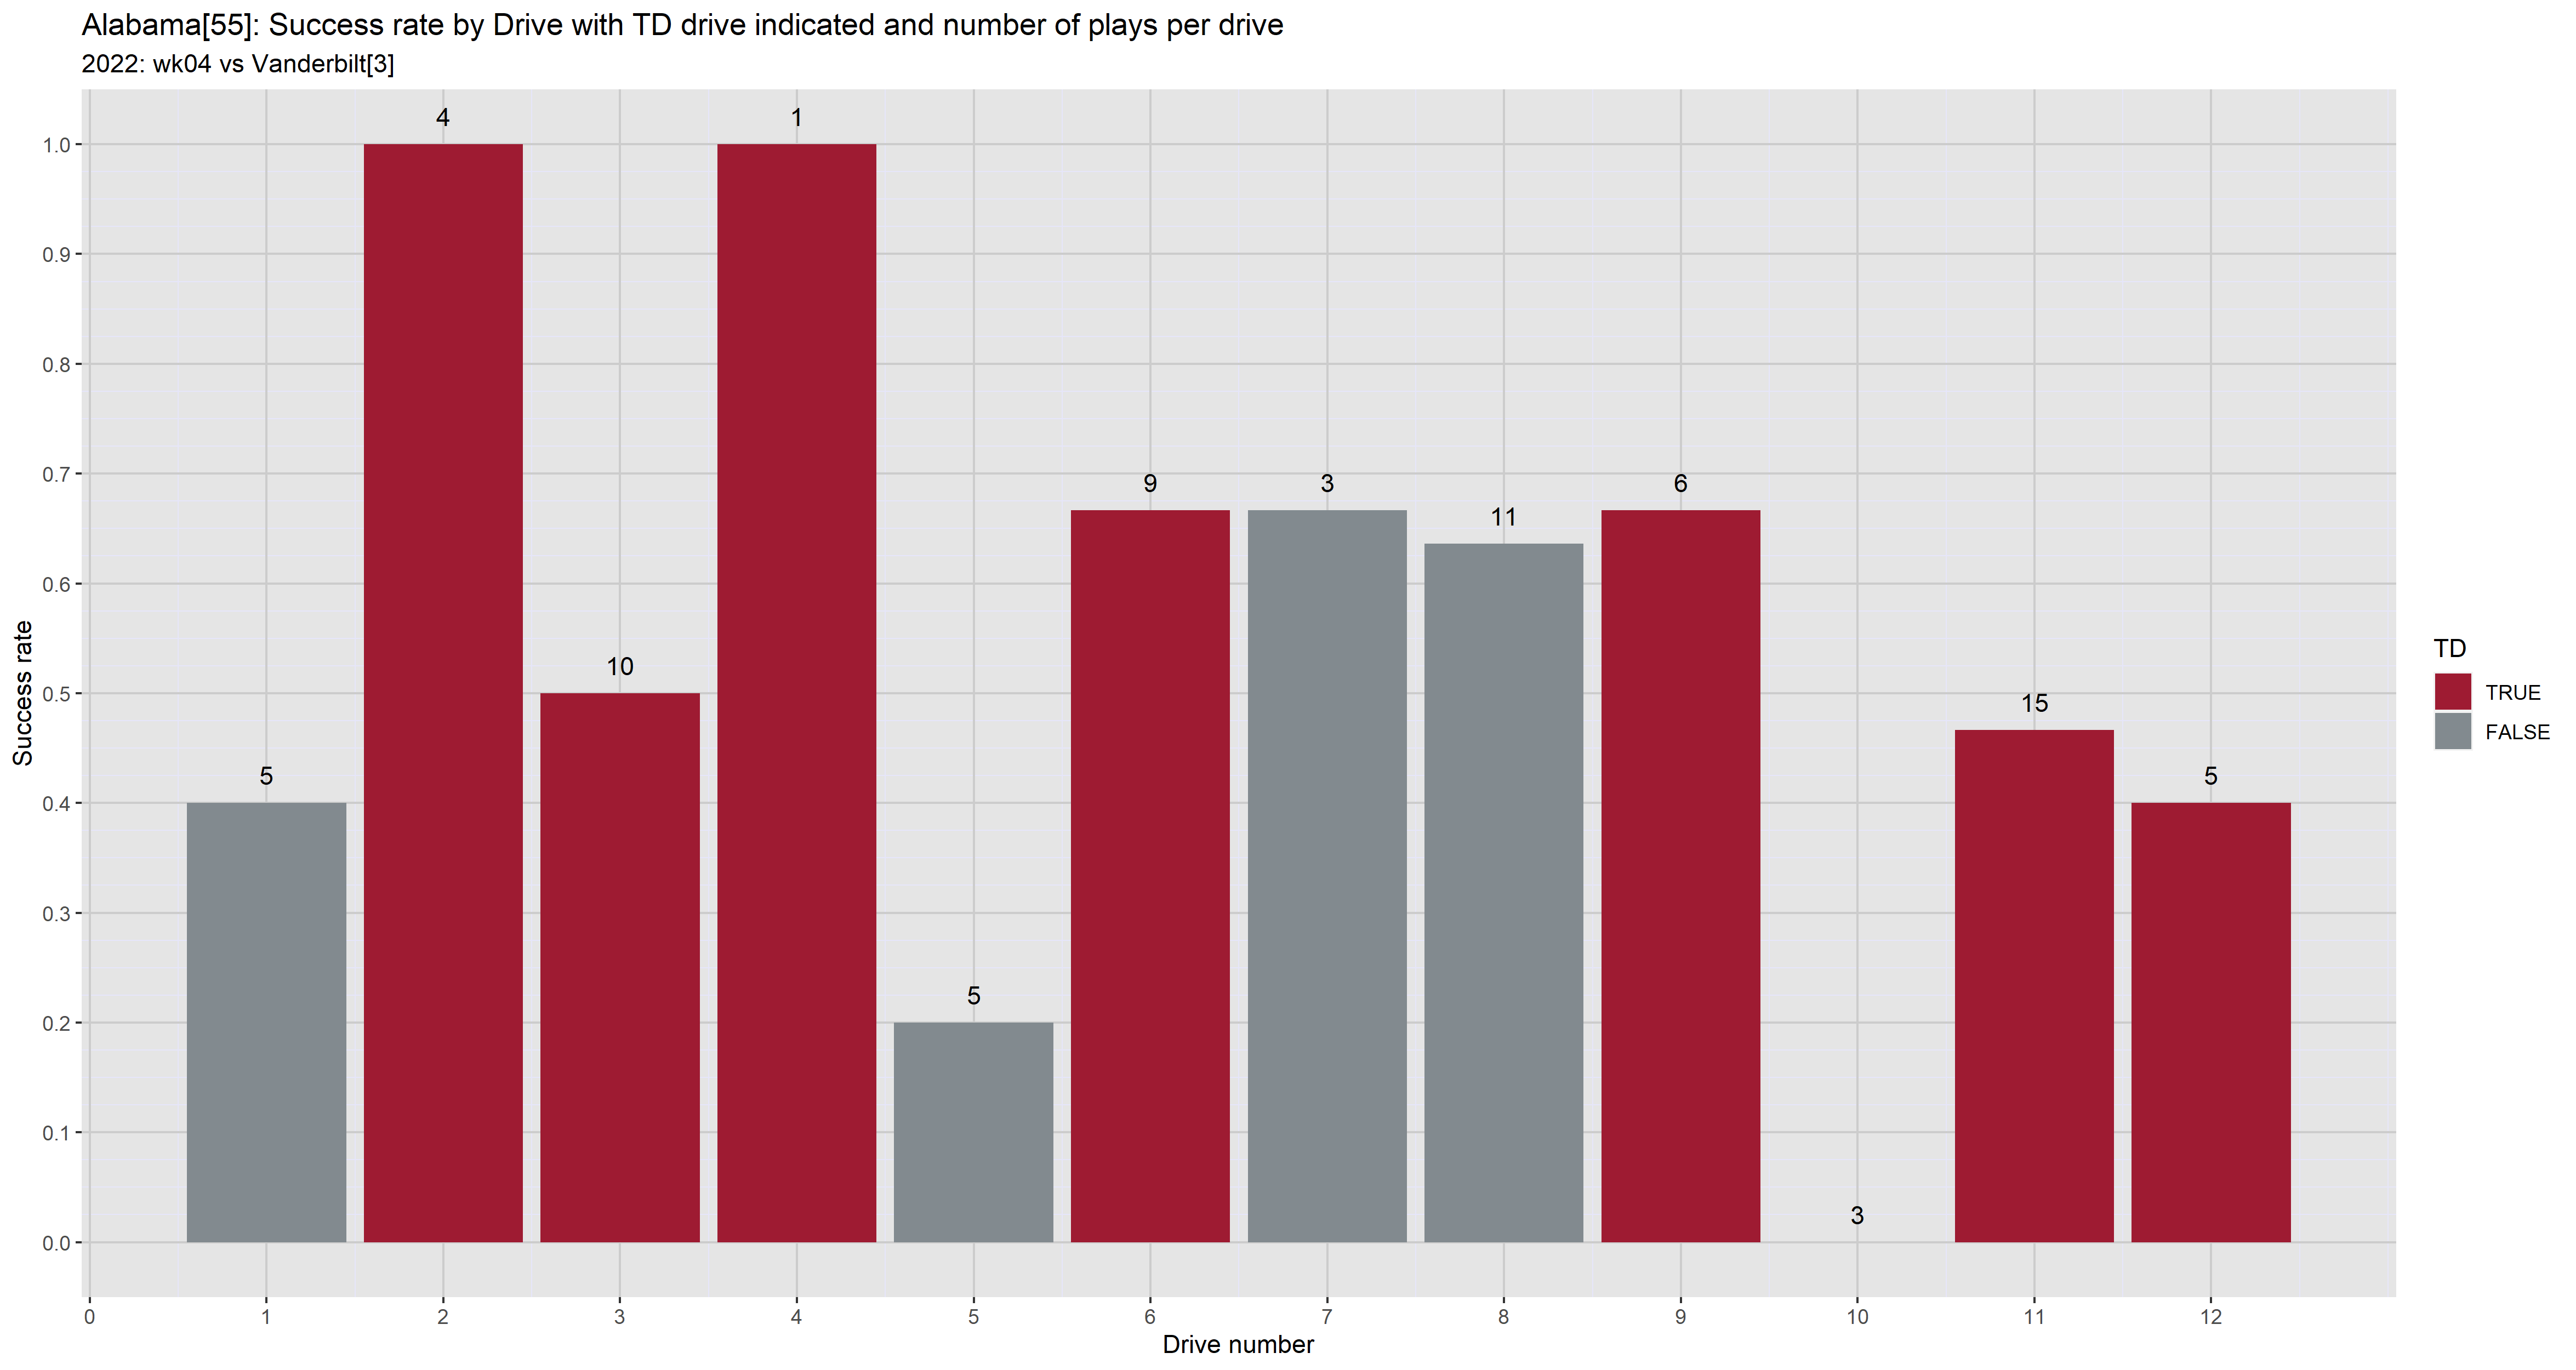 Alabama[55]: Success rate by Drive with TD drive indicated and number of plays per drive
2022: wk04 vs Vanderbilt[3]
Success rate
1.0
0.9
0.8
0.7
0.6
0.5
0.4
0.3
0.2
0.1
0.0
5
4
10
1
5
9
3
11
6
3
15
5
0 1 2 3 4 5 6 7 8 9 10 11 12
Drive number
TD
TRUE
FALSE